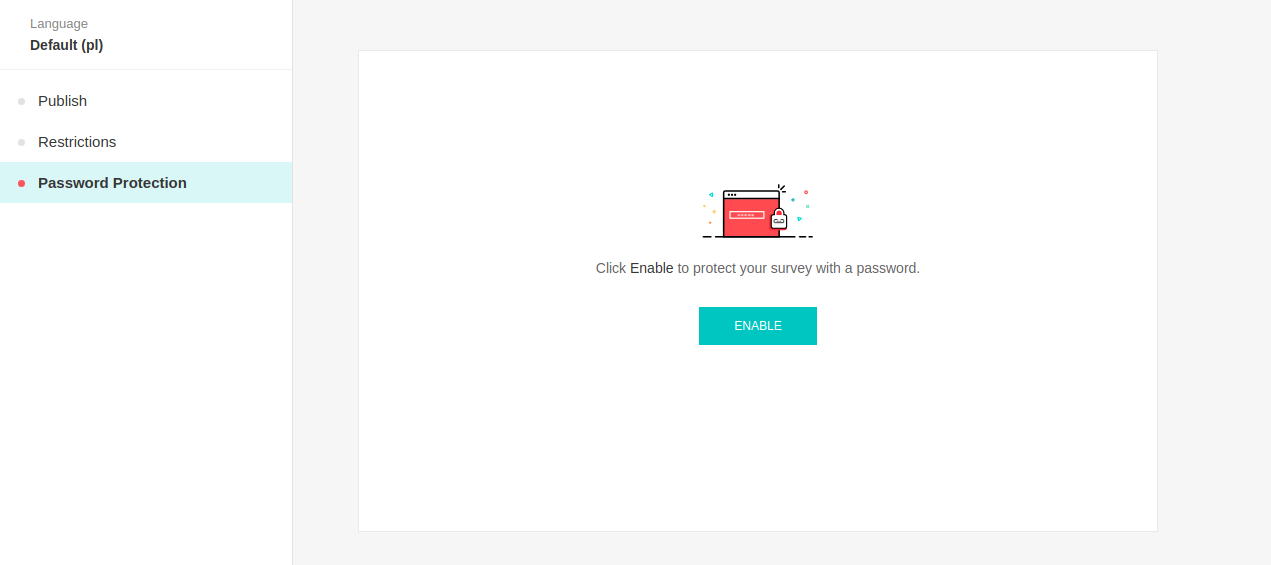 Language
Default (pl)
Publish
Restrictions
Password Protection
Click Enable to protect your survey with a password.
ENABLE